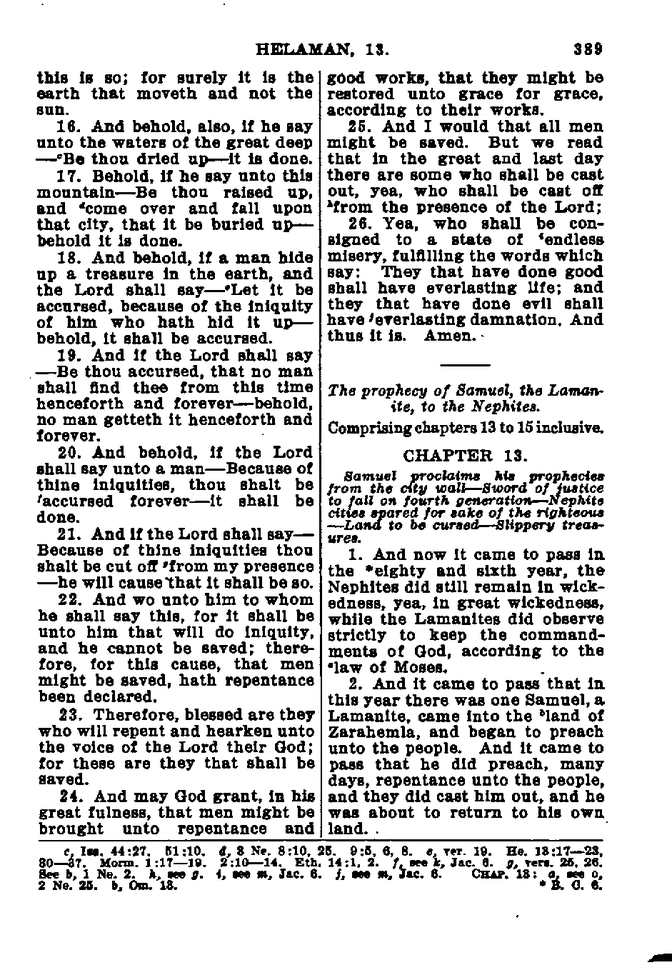 HELAMAN, 13. 389
this is so; for surely it is the
earth that moveth and not the
sun.
16. And behold, also, if he say
unto the waters of the great deep
—cBe thou dried up—it is done.
17. Behold, if he say unto this
mountain—Be thou raised up,
and dcome over and fall upon
that city, that it be buried up—
behold it is done.
18. And behold, if a man hide
up a treasure in the earth, and
the Lord shall say—eLet it be
accursed, because of the iniquity
of him who hath hid it up—
behold, it shall be accursed.
19. And if the Lord shall say
—Be thou accursed, that no man
shall find thee from this time
henceforth and forever—behold,
no man getteth it henceforth and
forever.
20. And behold, if the Lord
shall say unto a man—Because of
thine iniquities, thou shalt be
faccursed forever—it shall be
done.
21. And if the Lord shall say—
Because of thine iniquities thou
shalt be cut off gfrom my presence
—he will cause that it shall be so.
22. And wo unto him to whom
he shall say this, for it shall be
unto him that will do iniquity,
and he cannot be saved; there-
fore, for this cause, that men
might be saved, hath repentance
been declared.
23. Therefore, blessed are they
who will repent and hearken unto
the voice of the Lord their God;
for these are they that shall be
saved.
24. And may God grant, in his
great fulness, that men might be
brought unto repentance and
good works, that they might be
restored unto grace for grace,
according to their works.
25. And I would that all men
might be saved. But we read
that in the great and last day
there are some who shall be cast
out, yea, who shall be cast off
hfrom the presence of the Lord;
26. Yea, who shall be con-
signed to a state of iendless
misery, fulfilling the words which
say: They that have done good
shall have everlasting life; and
they that have done evil shall
have jeverlasting damnation. And
thus it is. Amen.
The prophecy of Samuel, the Laman-
ite, to the Nephites.
Comprising chapters 13 to 15 inclusive.
CHAPTER 13.
Samuel proclaims his prophecies
from the city wall—Sword of justice
to fall on fourth generation—Nephite
cities spared for sake of the righteous
—Land to be cursed—Slippery treas-
ures.
1. And now it came to pass in
the *eighty and sixth year, the
Nephites did still remain in wick-
edness, yea, in great wickedness,
while the Lamanites did observe
strictly to keep the command-
ments of God, according to the
alaw of Moses.
2. And it came to pass that in
this year there was one Samuel, a
Lamanite, came into the bland of
Zarahemla, and began to preach
unto the people. And it came to
pass that he did preach, many
days, repentance unto the people,
and they did cast him out, and he
was about to return to his own
land.
c, Isa. 44:27. 51:10. d, 3 Ne. 8:10, 25. 9:5, 6, 8. e, ver. 19. He. 13:17—23,
30—37. Morm. 1:17—19. 2:10—14. Eth. 14:1, 2. f, see k, Jac. 6. g, vers. 25, 26.
See b, 1 Ne. 2. h, see g. i, see m, Jac. 6. j, see m, Jac. 6. CHAP. 13: a, see o,
2 Ne. 25. b, Om. 13. * B. C. 6.